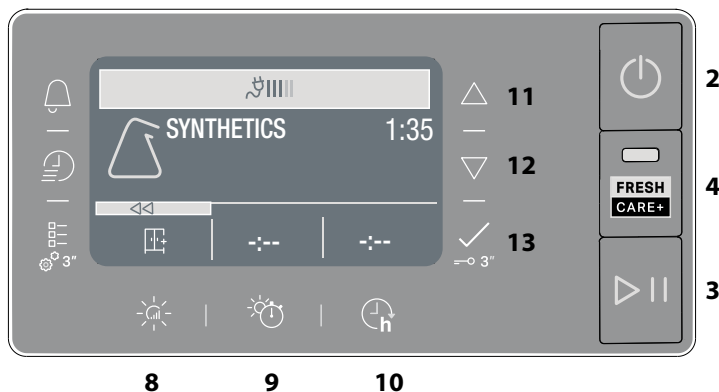 2
11
SYNTHETICS 1:35
12
4
FRESH
CARE+
-:-- -:--
3"
13
3"
3
h
8 9 10